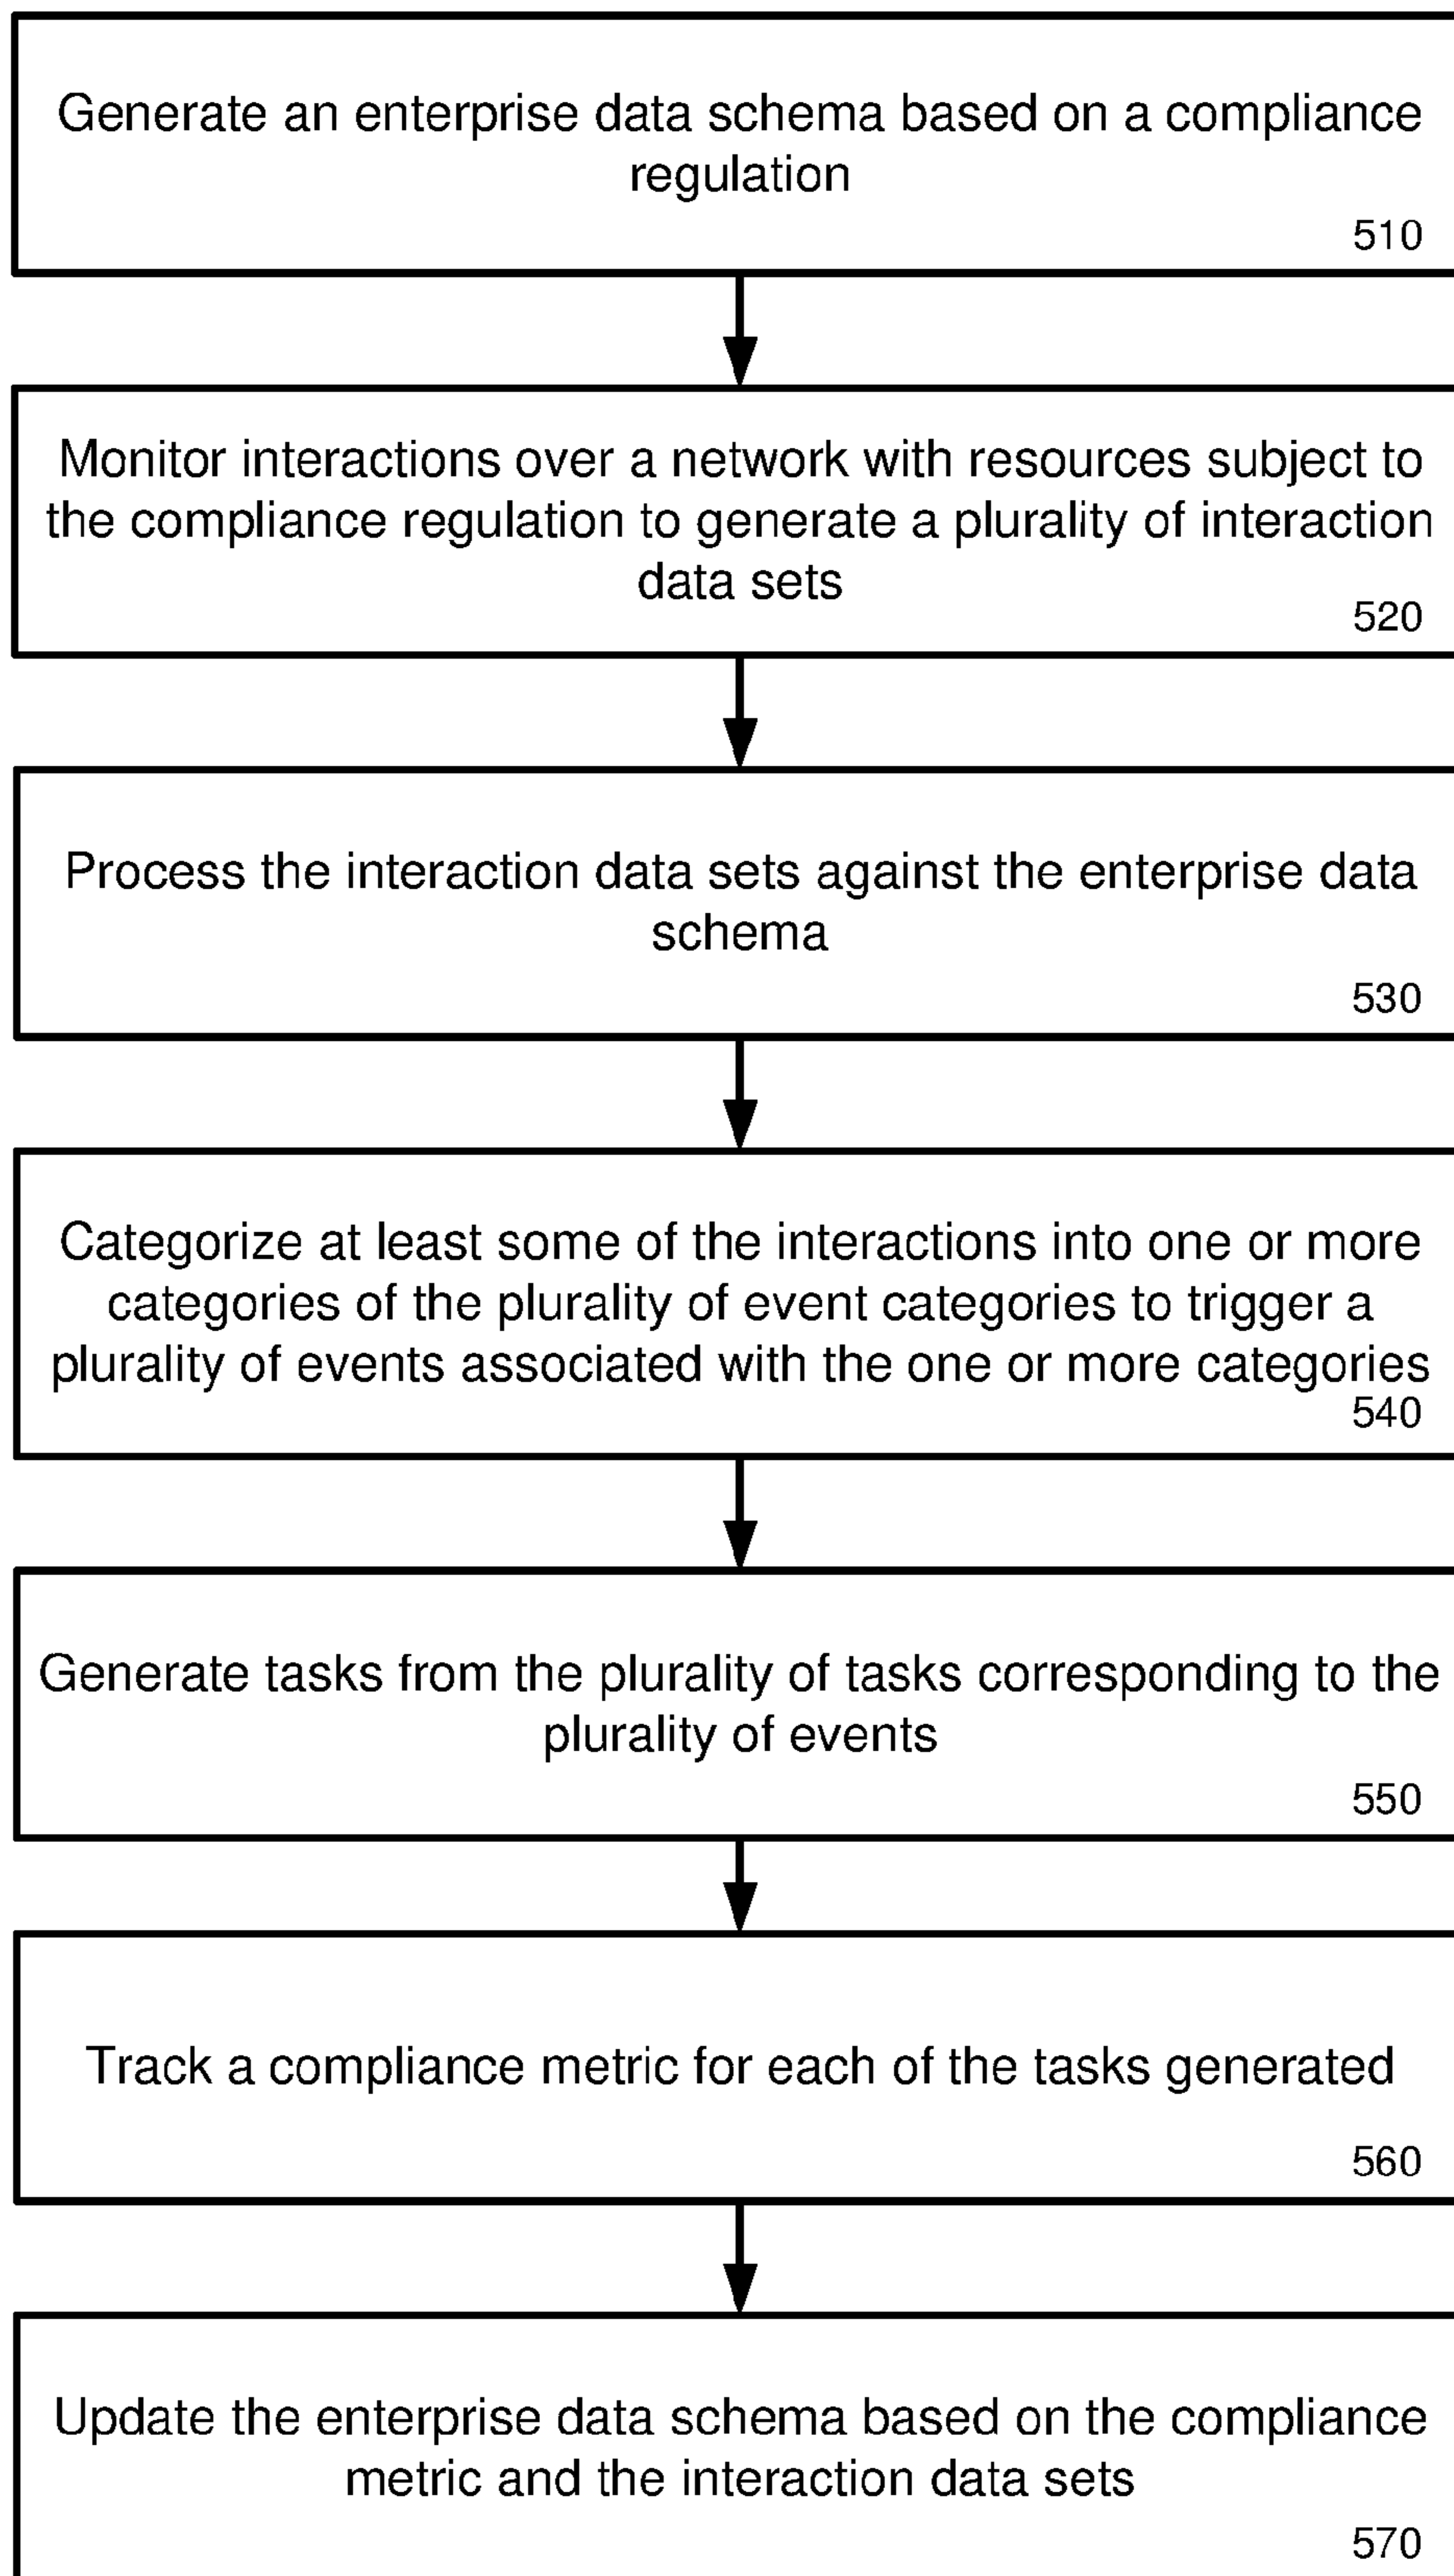 Generate an enterprise data schema based on a compliance
regulation
510
Monitor interactions over a network with resources subject to
the compliance regulation to generate a plurality of interaction
data sets
520
Process the interaction data sets against the enterprise data
schema
530
Categorize at least some of the interactions into one or more
categories of the plurality of event categories to trigger a
plurality of events associated with the one or more categories
540
Generate tasks from the plurality of tasks corresponding to the
plurality of events
550
Track a compliance metric for each of the tasks generated
560
Update the enterprise data schema based on the compliance
metric and the interaction data sets
570